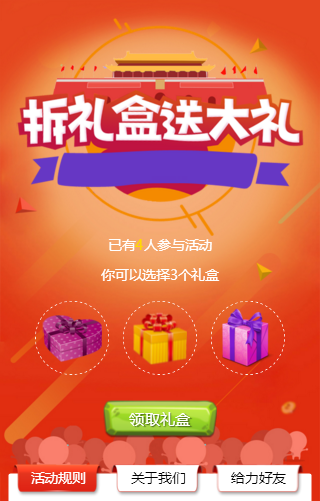 拆礼盒送大礼
已有4人参与活动
你可以选择3个礼盒
领取礼盒
活动规则
关于我们
给力好友